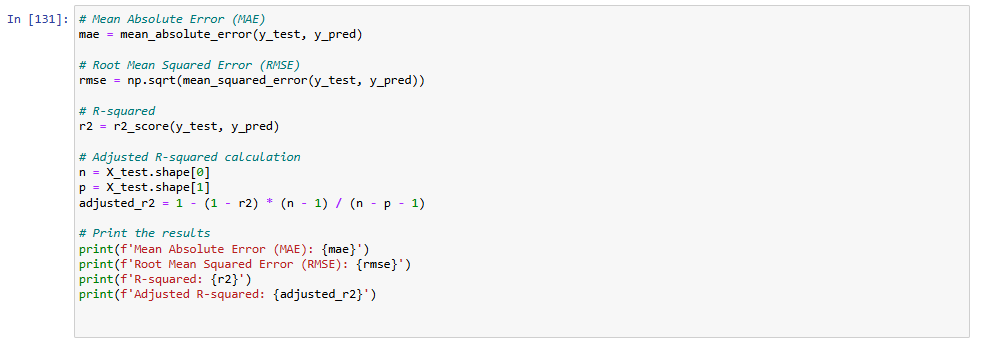 In [131]: # Mean Absolute Error (MAE)
mae = mean_absolute_error(y_test, y_pred)
# Root Mean Squared Error (RMSE)
rmse = np.sqrt(mean_squared_error(y_test, y_pred))
# R-squared
r2 = r2_score(y_test, y_pred)
# Adjusted R-squared calculation
n = X_test.shape[0]
p = X_test.shape[1]
adjusted_r2 = 1 - (1 - r2) * (n - 1) / (n - p - 1)
# Print the results
print(f'Mean Absolute Error (MAE): {mae}')
print(f'Root Mean Squared Error (RMSE): {rmse}')
print(f'R-squared: {r2}')
print(f'Adjusted R-squared: {adjusted_r2}')